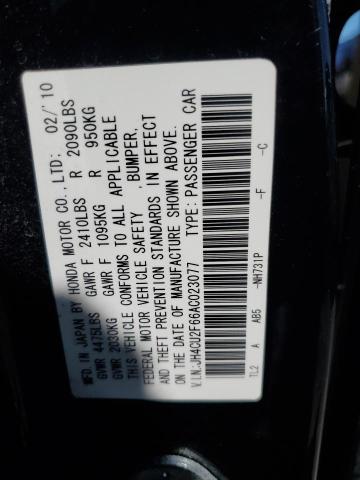 MFD. IN JAPAN BY HONDA MOTOR CO.,LTD: 02/'10
GVWR 4475LBS GAWR F 2410LBS R 2090LBS
GVWR 2030KG GAWR F 1095KG R 950KG
THIS VEHICLE CONFORMS TO ALL APPLICABLE
FEDERAL MOTOR VEHICLE SAFETY , BUMPER,
AND THEFT PREVENTION STANDARDS IN EFFECT
ON THE DATE OF MANUFACTURE SHOWN ABOVE.
V.I.N.:JH4CU2F66AC023077 TYPE: PASSENGER CAR
TL2 A AB5 -NH731P -F -C